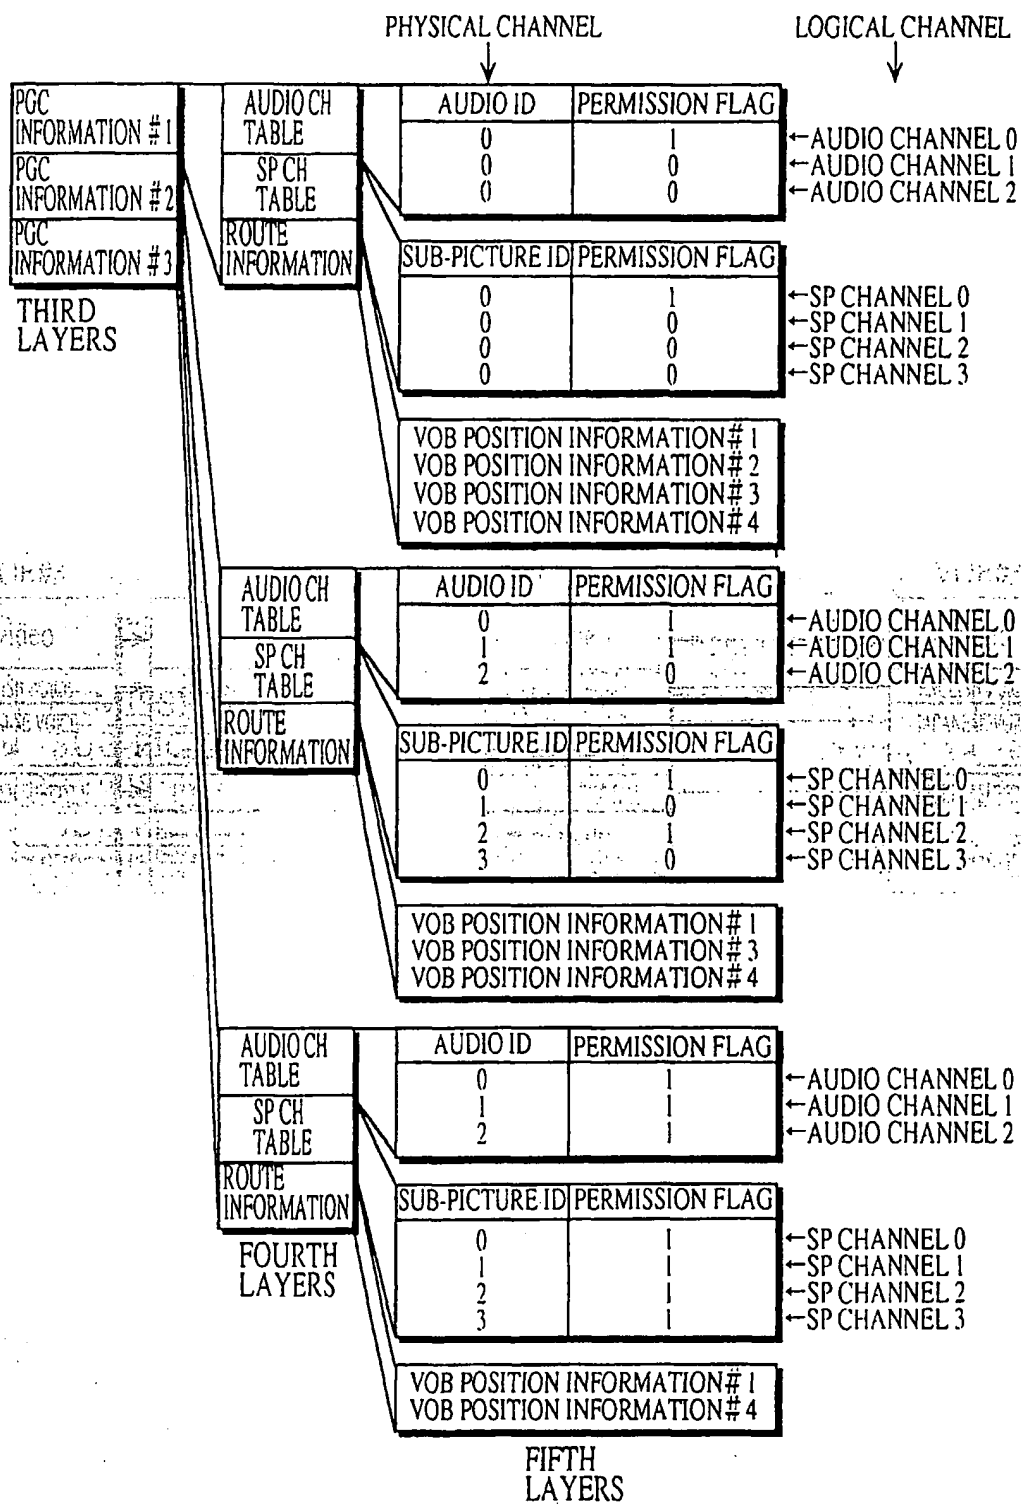 PHYSICAL CHANNEL
LOGICAL CHANNEL
PGC
INFORMATION #1
PGC
INFORMATION #2
PGC
INFORMATION #3
THIRD
LAYERS
AUDIO CH
TABLE
SP CH
TABLE
ROUTE
INFORMATION
AUDIO ID PERMISSION FLAG
0 1 ←AUDIO CHANNEL 0
0 0 ←AUDIO CHANNEL 1
0 0 ←AUDIO CHANNEL 2
SUB-PICTURE ID PERMISSION FLAG
0 1 ←SP CHANNEL 0
0 0 ←SP CHANNEL 1
0 0 ←SP CHANNEL 2
0 0 ←SP CHANNEL 3
VOB POSITION INFORMATION# 1
VOB POSITION INFORMATION# 2
VOB POSITION INFORMATION# 3
VOB POSITION INFORMATION# 4
AUDIO CH
TABLE
SP CH
TABLE
ROUTE
INFORMATION
AUDIO ID PERMISSION FLAG
0 1 ←AUDIO CHANNEL 0
1 1 ←AUDIO CHANNEL 1
2 0 ←AUDIO CHANNEL 2
SUB-PICTURE ID PERMISSION FLAG
0 1 ←SP CHANNEL 0
1 0 ←SP CHANNEL 1
2 1 ←SP CHANNEL 2
3 0 ←SP CHANNEL 3
VOB POSITION INFORMATION# 1
VOB POSITION INFORMATION# 3
VOB POSITION INFORMATION# 4
AUDIO CH
TABLE
SP CH
TABLE
ROUTE
INFORMATION
FOURTH
LAYERS
AUDIO ID PERMISSION FLAG
0 1 ←AUDIO CHANNEL 0
1 1 ←AUDIO CHANNEL 1
2 1 ←AUDIO CHANNEL 2
SUB-PICTURE ID PERMISSION FLAG
0 1 ←SP CHANNEL 0
1 1 ←SP CHANNEL 1
2 1 ←SP CHANNEL 2
3 1 ←SP CHANNEL 3
VOB POSITION INFORMATION# 1
VOB POSITION INFORMATION# 4
FIFTH
LAYERS